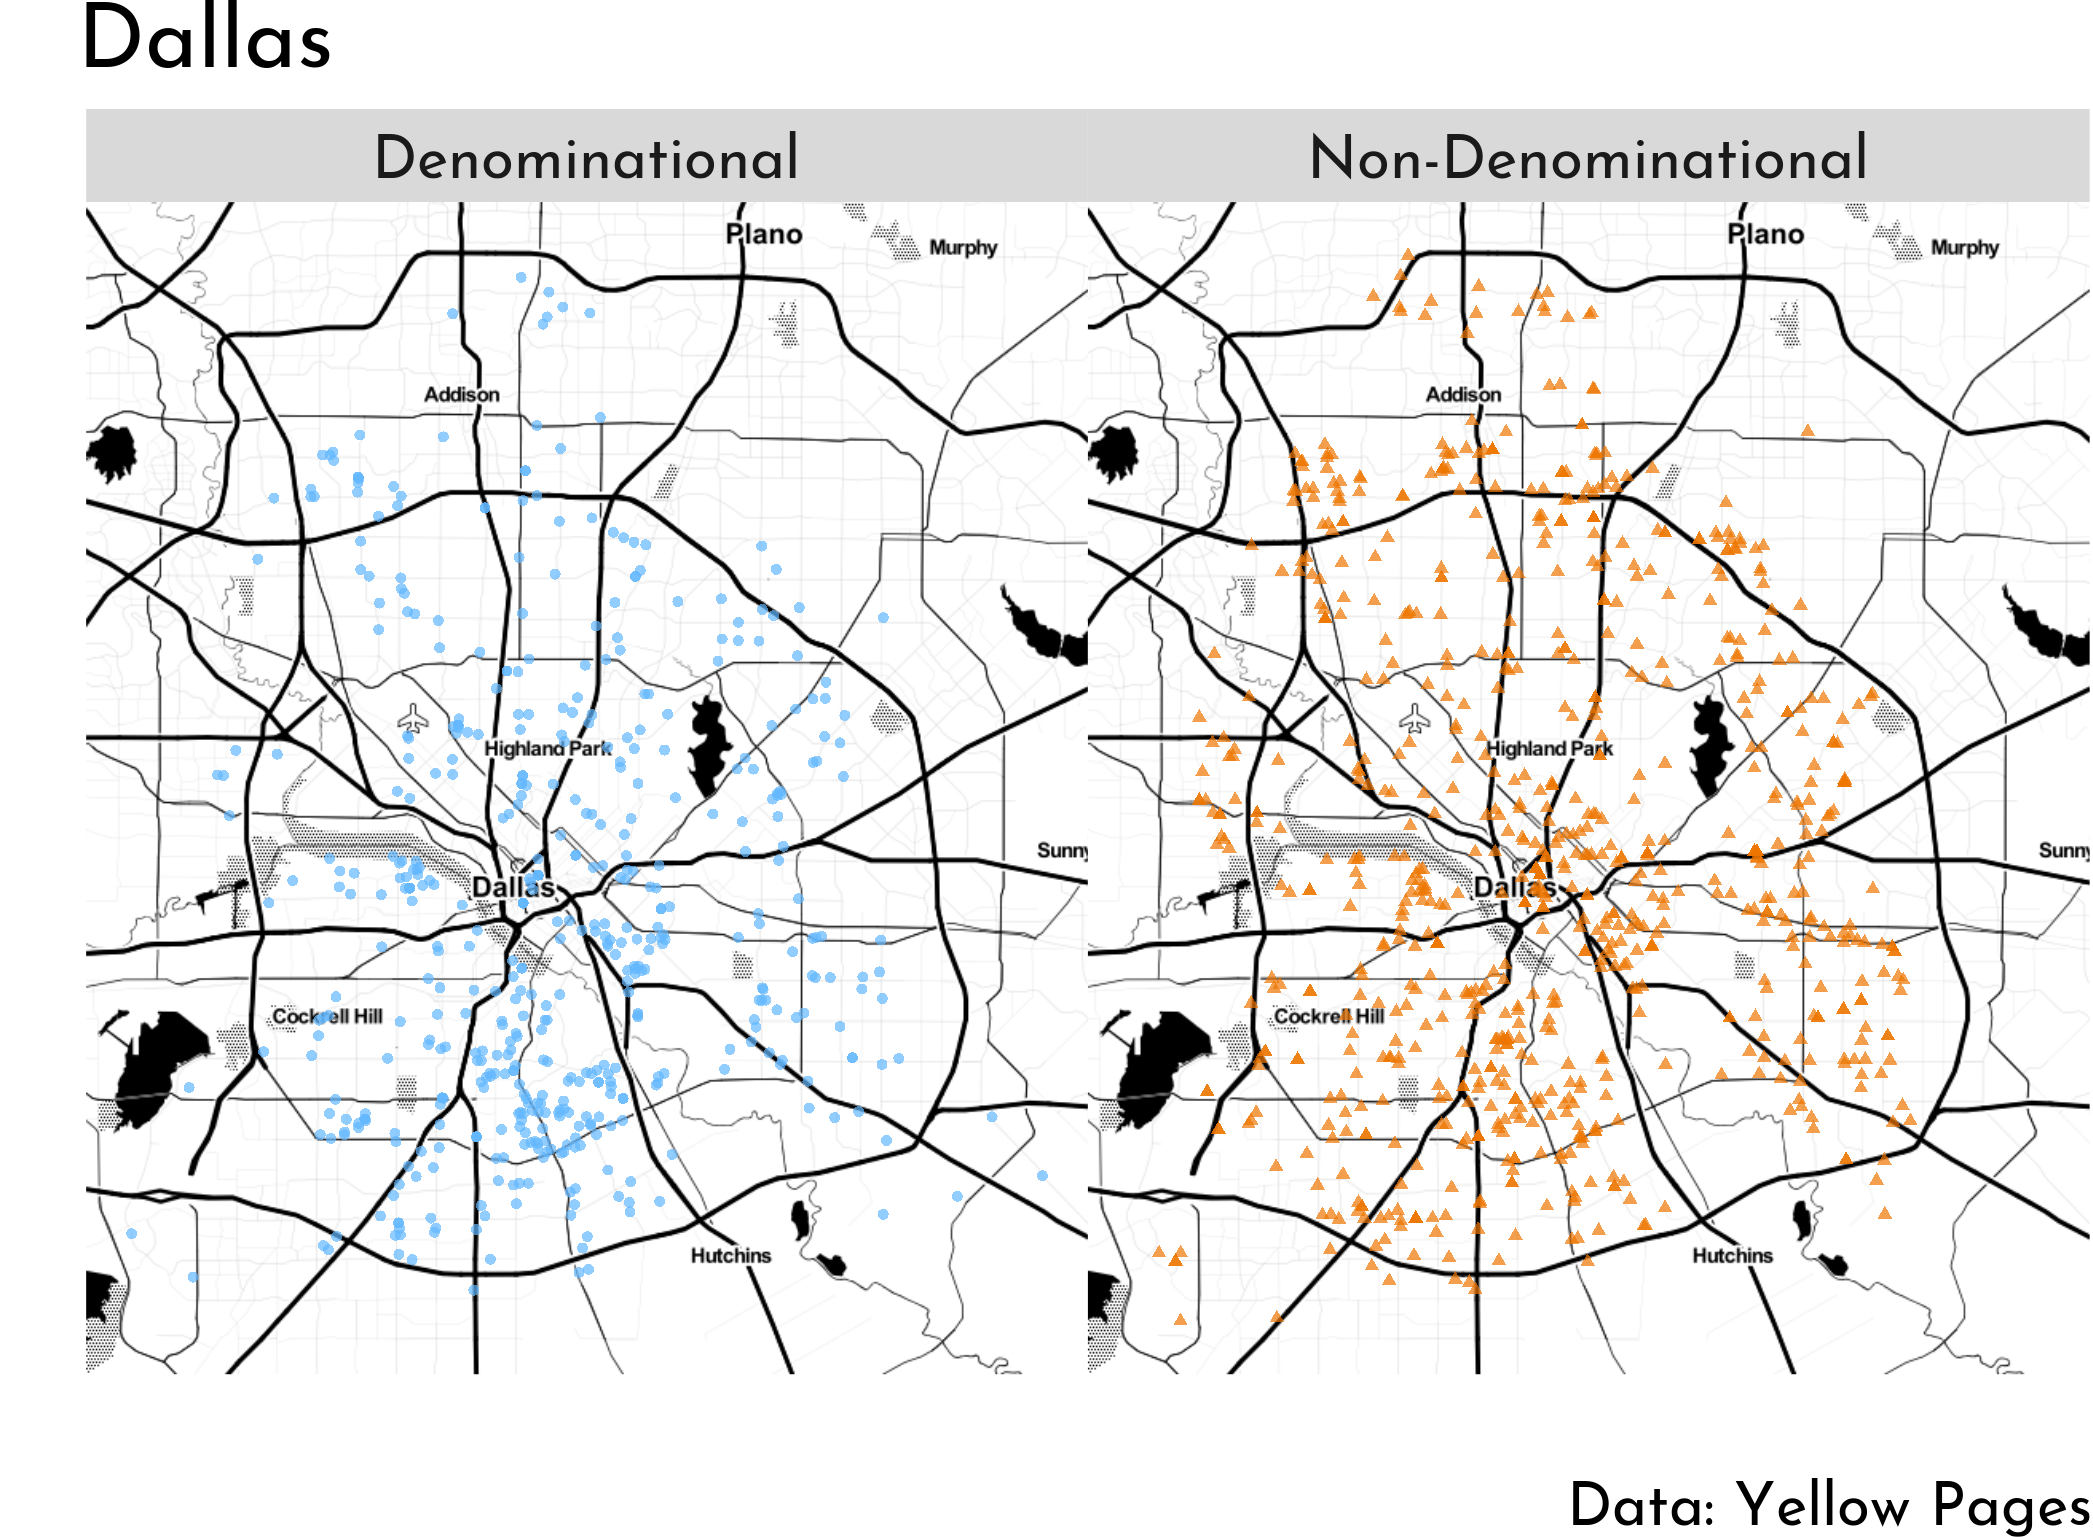 Dallas
Denominational
Non-Denominational
Plano
Murphy
Addison
Highland Park
Sunny
Dallas
Cockrell Hill
Hutchins
Plano
Murphy
Addison
Highland Park
Sunny
Dallas
Cockrell Hill
Hutchins
Data: Yellow Pages